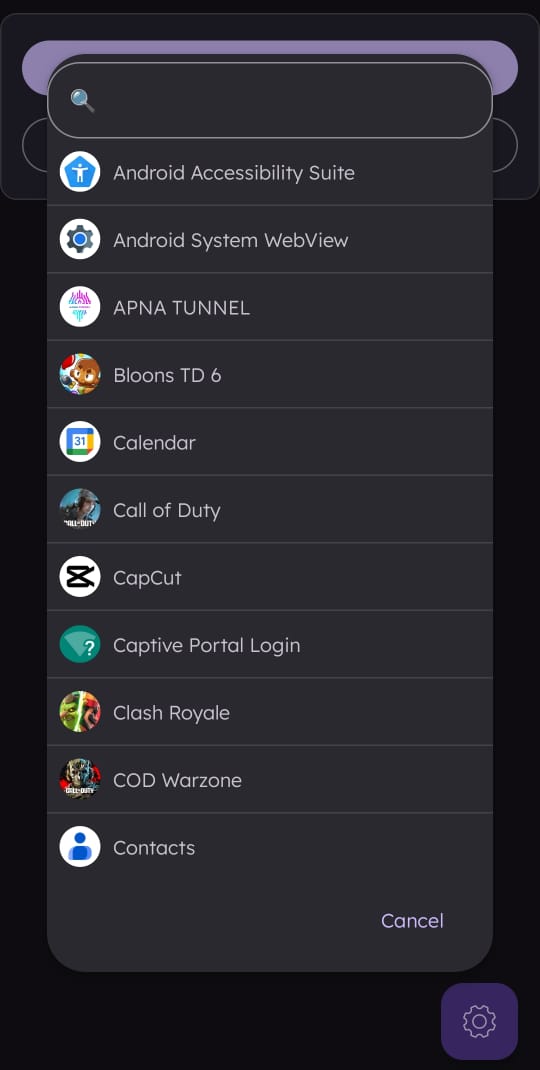 Android Accessibility Suite
Android System WebView
APNA TUNNEL
Bloons TD 6
31
Calendar
Call of Duty
CapCut
?
Captive Portal Login
Clash Royale
COD Warzone
Contacts
Cancel